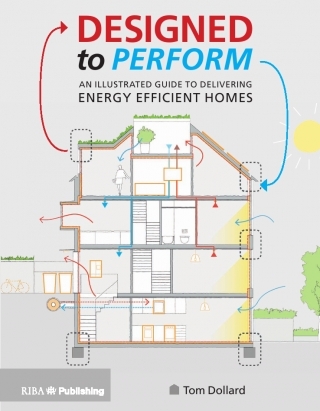 DESIGNED
to PERFORM
AN ILLUSTRATED GUIDE TO DELIVERING
ENERGY EFFICIENT HOMES
RIBA Publishing
Tom Dollard